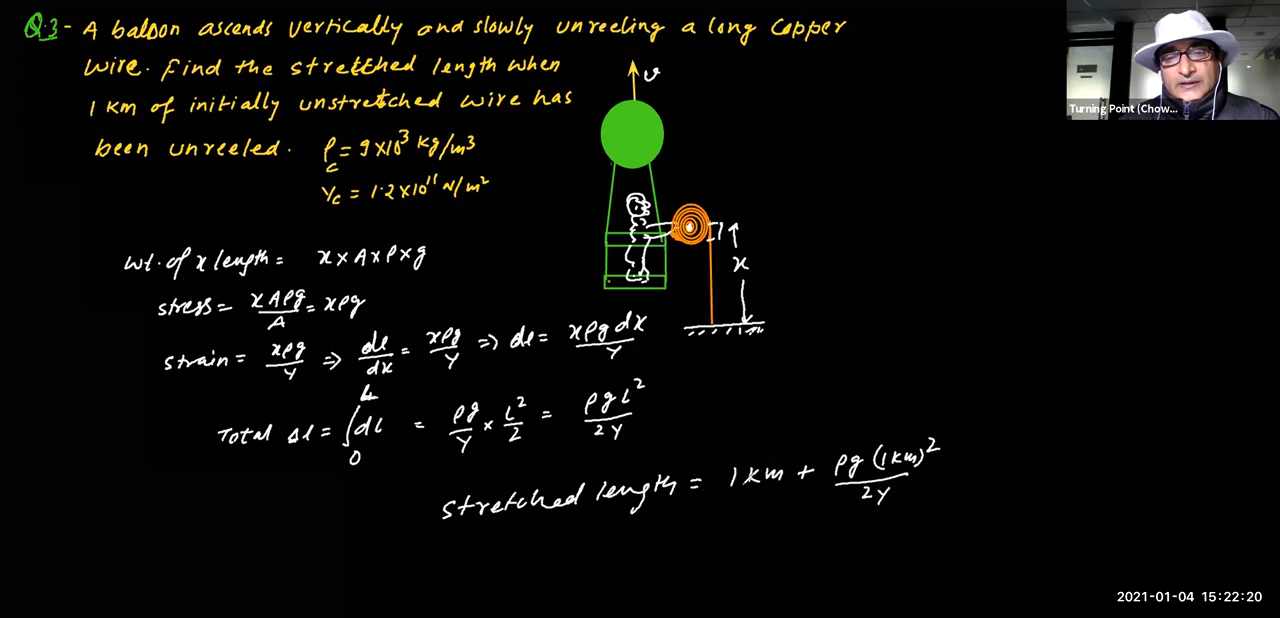 Q.3 - A baloon ascends vertically and slowly unreeling a long copper
wire. Find the stretched length when
1 km of initially unstretched wire has
been unreeled. ρc = 9×10³ kg/m³
Yc = 1.2×10¹¹ N/m²
v
Turning Point (Chow...
x
wt. of x length = x × A × ρ × g
stress = xAρg/A = xρg
strain = xρg/Y ⇒ dl/dx = xρg/Y ⇒ dl = xρg dx/Y
Total Δl = ∫₀ᴸ dl = ρg/Y × L²/2 = ρgL²/2Y
stretched length = 1 km + ρg (1km)²/2Y
2021-01-04 15:22:20